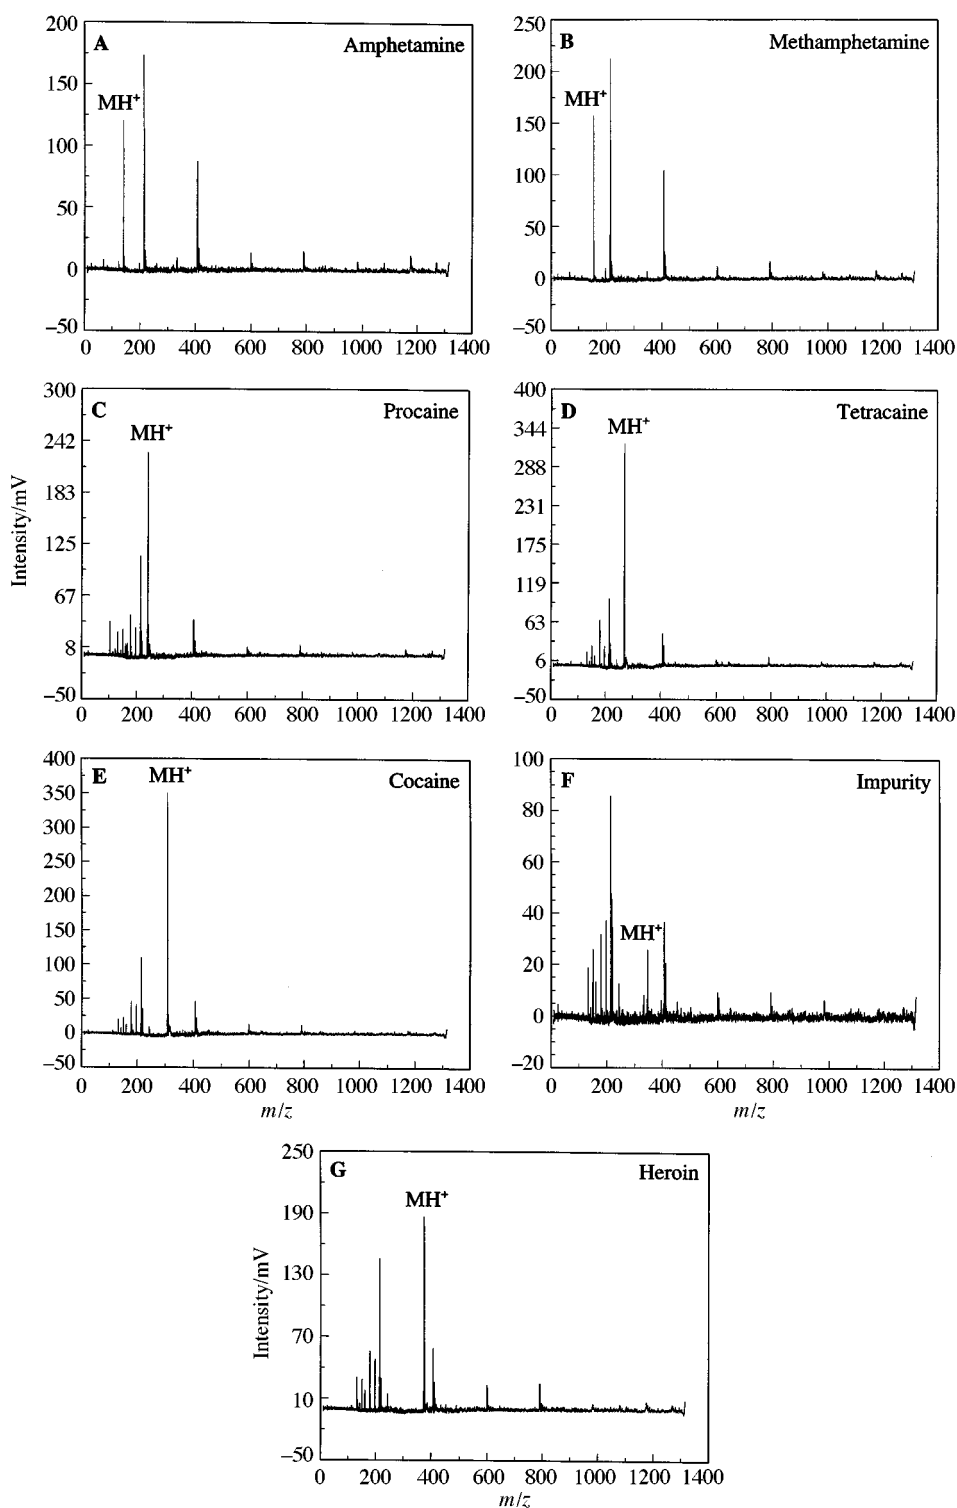 A Amphetamine
MH⁺
200
150
100
50
0
–50
0 200 400 600 800 1000 1200 1400
B Methamphetamine
MH⁺
250
200
150
100
50
0
–50
0 200 400 600 800 1000 1200 1400
C Procaine
MH⁺
Intensity/mV
300
242
183
125
67
8
–50
0 200 400 600 800 1000 1200 1400
D Tetracaine
MH⁺
400
344
288
231
175
119
63
6
–50
0 200 400 600 800 1000 1200 1400
E Cocaine
MH⁺
400
350
300
250
200
150
100
50
0
–50
0 200 400 600 800 1000 1200 1400
m/z
F Impurity
MH⁺
100
80
60
40
20
0
–20
0 200 400 600 800 1000 1200 1400
m/z
G Heroin
MH⁺
Intensity/mV
250
190
130
70
10
–50
0 200 400 600 800 1000 1200 1400
m/z